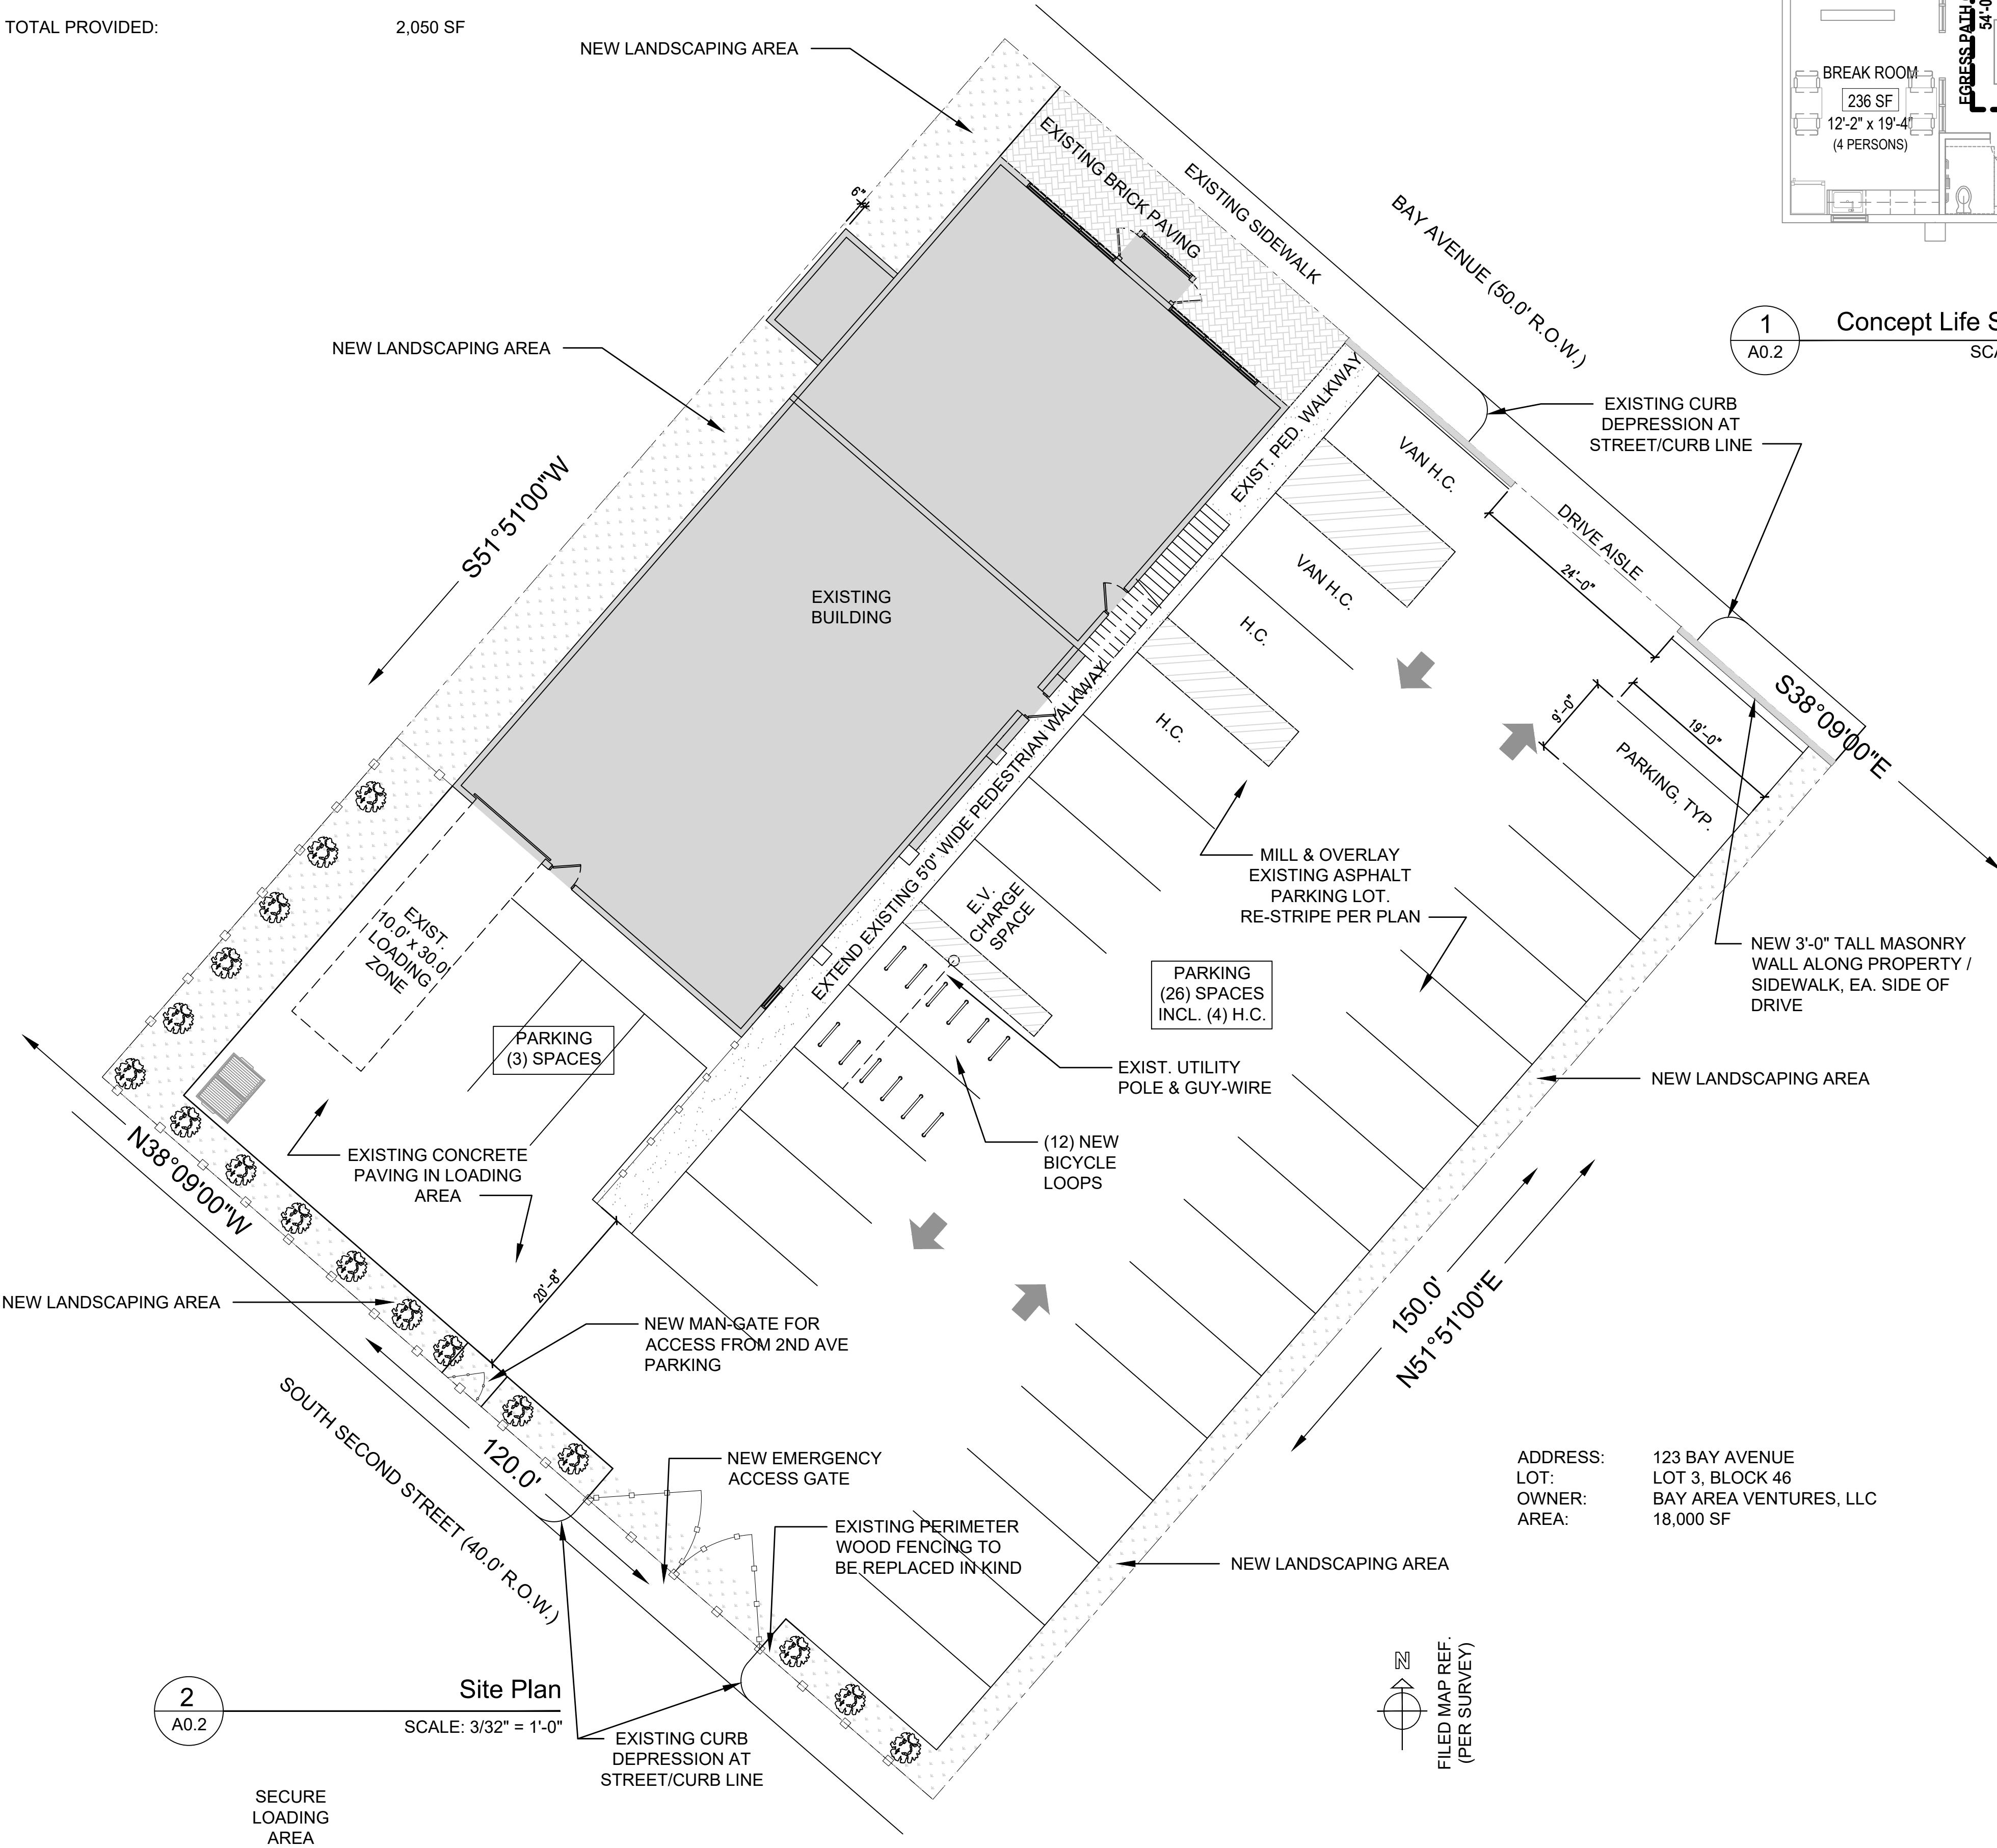 TOTAL PROVIDED: 2,050 SF
NEW LANDSCAPING AREA
EGRESS PATH
BREAK ROOM
236 SF
12'-2" x 19'-4"
(4 PERSONS)
1
A0.2
Concept Life S
SCA
EXISTING BRICK PAVING
EXISTING SIDEWALK
BAY AVENUE (50.0' R.O.W.)
6"
NEW LANDSCAPING AREA
EXISTING CURB
DEPRESSION AT
STREET/CURB LINE
EXIST. PED. WALKWAY
VAN H.C.
DRIVE AISLE
24'-0"
S51°51'00"W
EXISTING
BUILDING
VAN H.C.
H.C.
H.C.
9'-0"
19'-0"
PARKING, TYP.
S38°09'00"E
EXTEND EXISTING 5'0" WIDE PEDESTRIAN WALKWAY
MILL & OVERLAY
EXISTING ASPHALT
PARKING LOT.
RE-STRIPE PER PLAN
E.V.
CHARGE
SPACE
NEW 3'-0" TALL MASONRY
WALL ALONG PROPERTY /
SIDEWALK, EA. SIDE OF
DRIVE
EXIST.
10.0' x 30.0'
LOADING
ZONE
PARKING
(26) SPACES
INCL. (4) H.C.
PARKING
(3) SPACES
EXIST. UTILITY
POLE & GUY-WIRE
NEW LANDSCAPING AREA
(12) NEW
BICYCLE
LOOPS
EXISTING CONCRETE
PAVING IN LOADING
AREA
N38°09'00"W
20'-8"
NEW LANDSCAPING AREA
NEW MAN-GATE FOR
ACCESS FROM 2ND AVE
PARKING
150.0'
N51°51'00"E
SOUTH SECOND STREET (40.0' R.O.W.)
120.0'
NEW EMERGENCY
ACCESS GATE
EXISTING PERIMETER
WOOD FENCING TO
BE REPLACED IN KIND
NEW LANDSCAPING AREA
ADDRESS: 123 BAY AVENUE
LOT: LOT 3, BLOCK 46
OWNER: BAY AREA VENTURES, LLC
AREA: 18,000 SF
N
FILED MAP REF.
(PER SURVEY)
2
A0.2
Site Plan
SCALE: 3/32" = 1'-0"
EXISTING CURB
DEPRESSION AT
STREET/CURB LINE
SECURE
LOADING
AREA